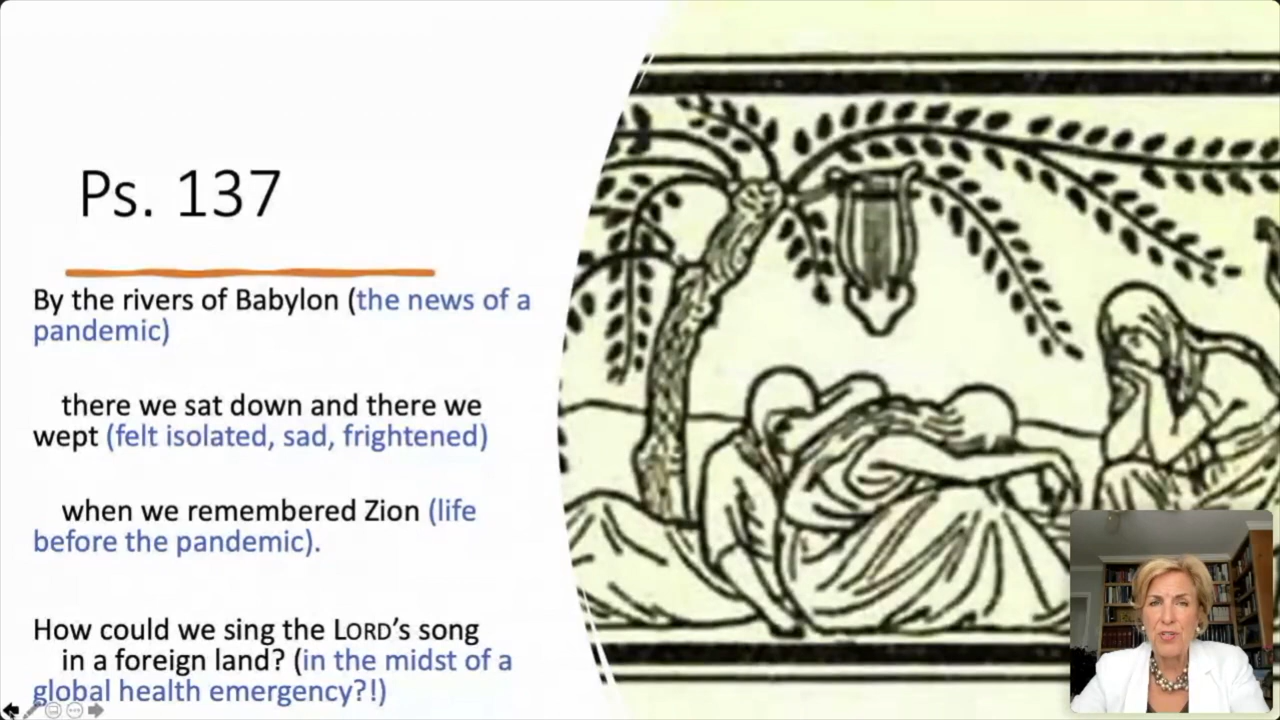 Ps. 137
By the rivers of Babylon (the news of a
pandemic)
there we sat down and there we
wept (felt isolated, sad, frightened)
when we remembered Zion (life
before the pandemic).
How could we sing the LORD’s song
in a foreign land? (in the midst of a
global health emergency?!)